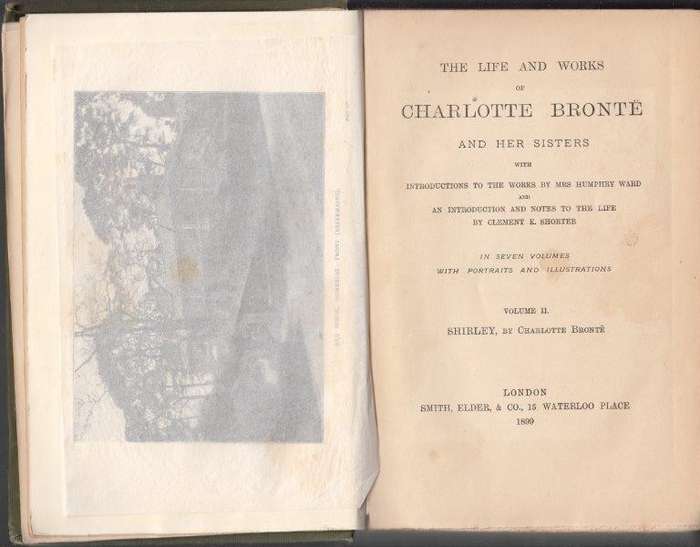 THE LIFE AND WORKS
OF
CHARLOTTE BRONTË
AND HER SISTERS
WITH
INTRODUCTIONS TO THE WORKS BY MRS HUMPHRY WARD
AND
AN INTRODUCTION AND NOTES TO THE LIFE
BY CLEMENT K. SHORTER
IN SEVEN VOLUMES
WITH PORTRAITS AND ILLUSTRATIONS
VOLUME II.
SHIRLEY, BY CHARLOTTE BRONTË
LONDON
SMITH, ELDER, & CO., 15 WATERLOO PLACE
1899